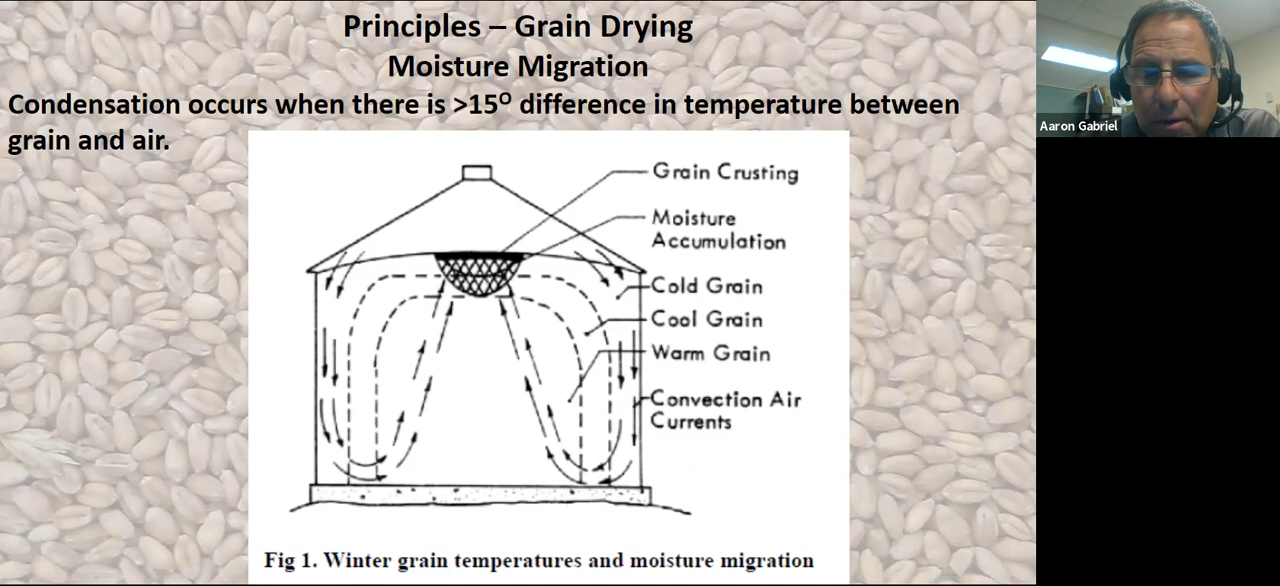 Principles – Grain Drying
Moisture Migration
Condensation occurs when there is >15º difference in temperature between
grain and air.
Grain Crusting
Moisture
Accumulation
Cold Grain
Cool Grain
Warm Grain
Convection Air
Currents
Fig 1. Winter grain temperatures and moisture migration
Aaron Gabriel